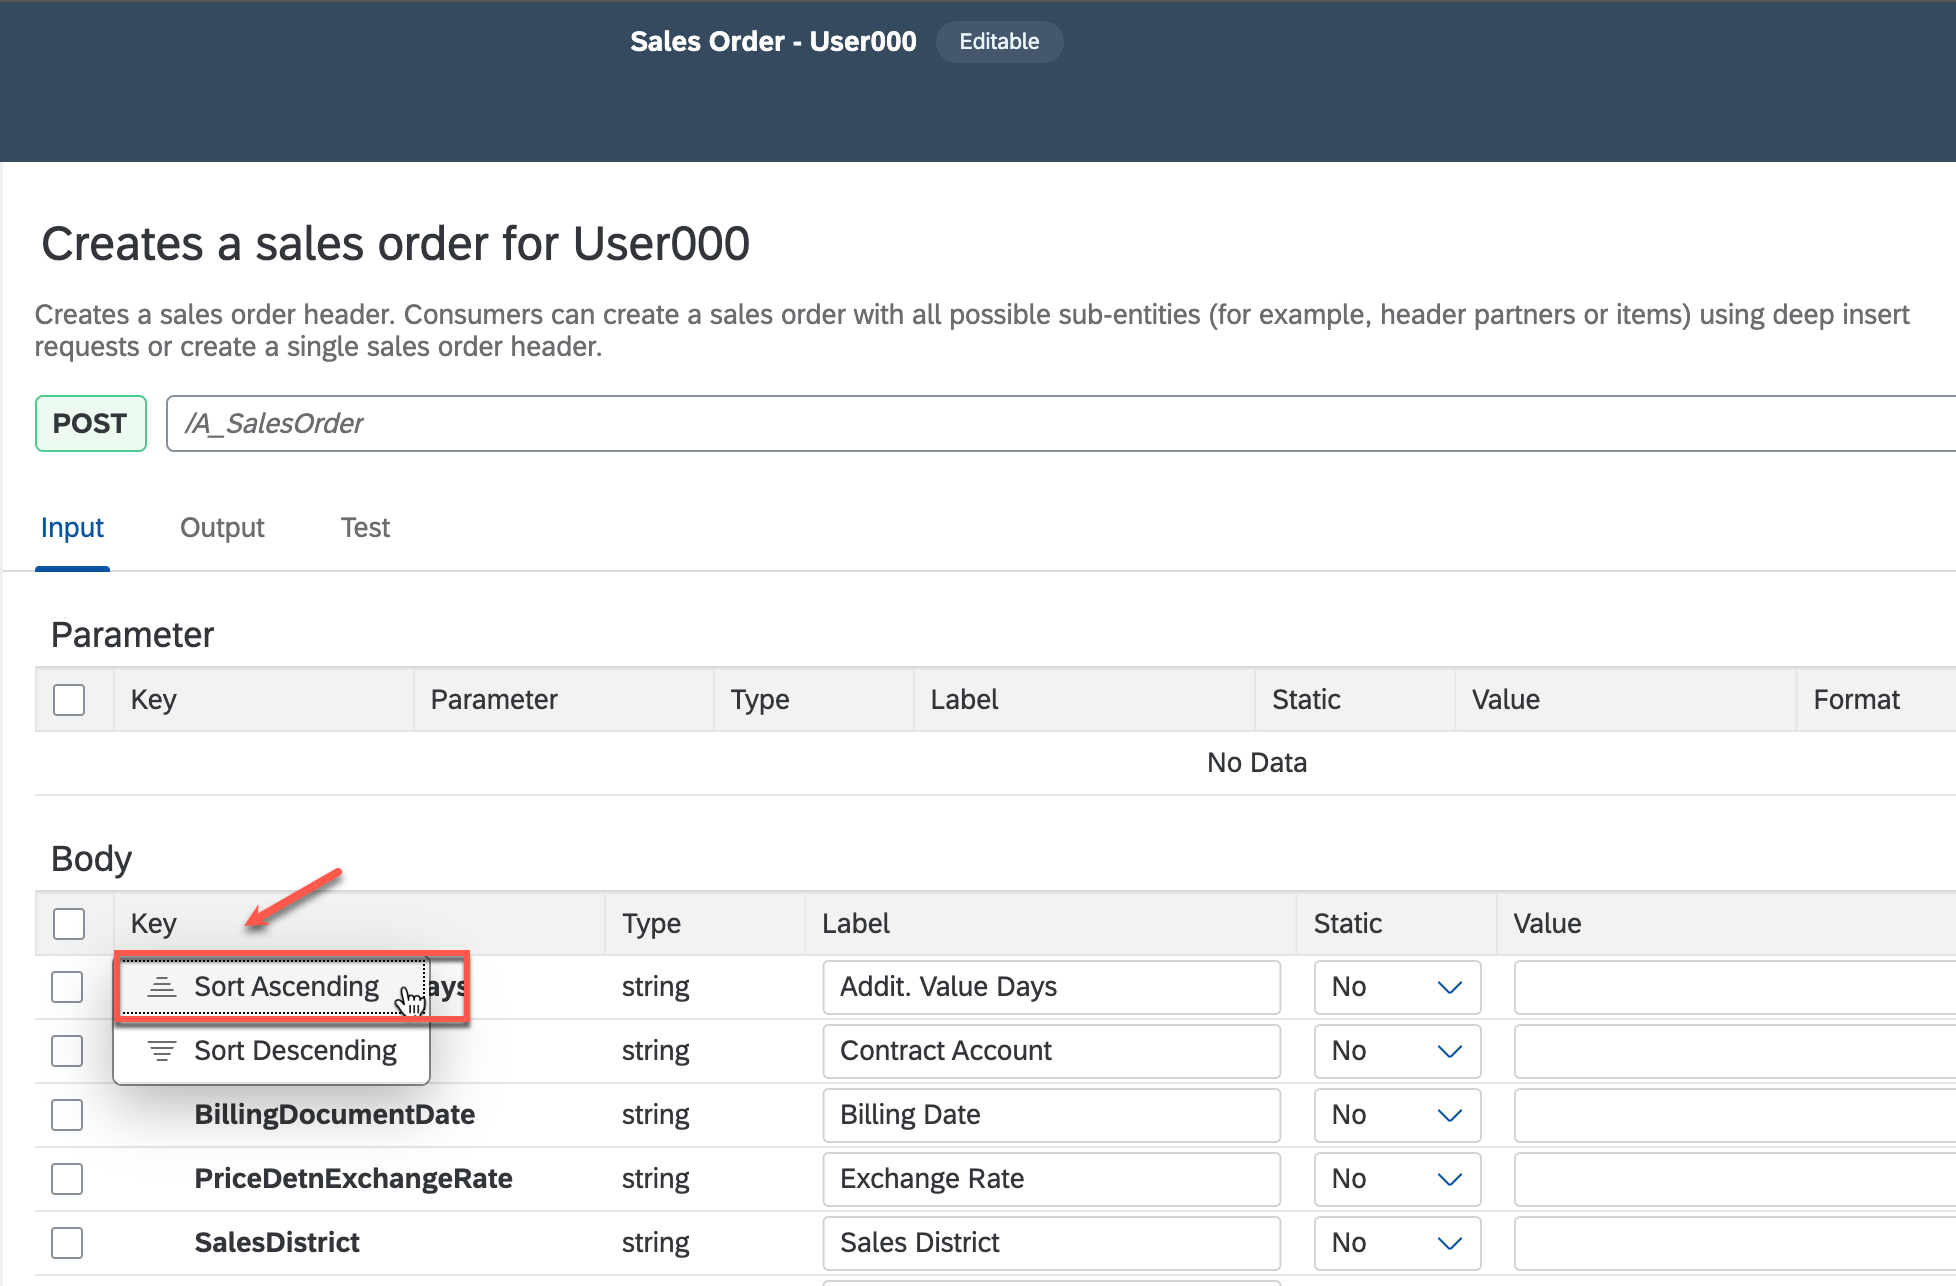 Sales Order - User000 Editable
Creates a sales order for User000
Creates a sales order header. Consumers can create a sales order with all possible sub-entities (for example, header partners or items) using deep insert
requests or create a single sales order header.
POST /A_SalesOrder
Input Output Test
Parameter
Key Parameter Type Label Static Value Format
No Data
Body
Key Type Label Static Value
Sort Ascending ays string Addit. Value Days No
Sort Descending string Contract Account No
BillingDocumentDate string Billing Date No
PriceDetnExchangeRate string Exchange Rate No
SalesDistrict string Sales District No